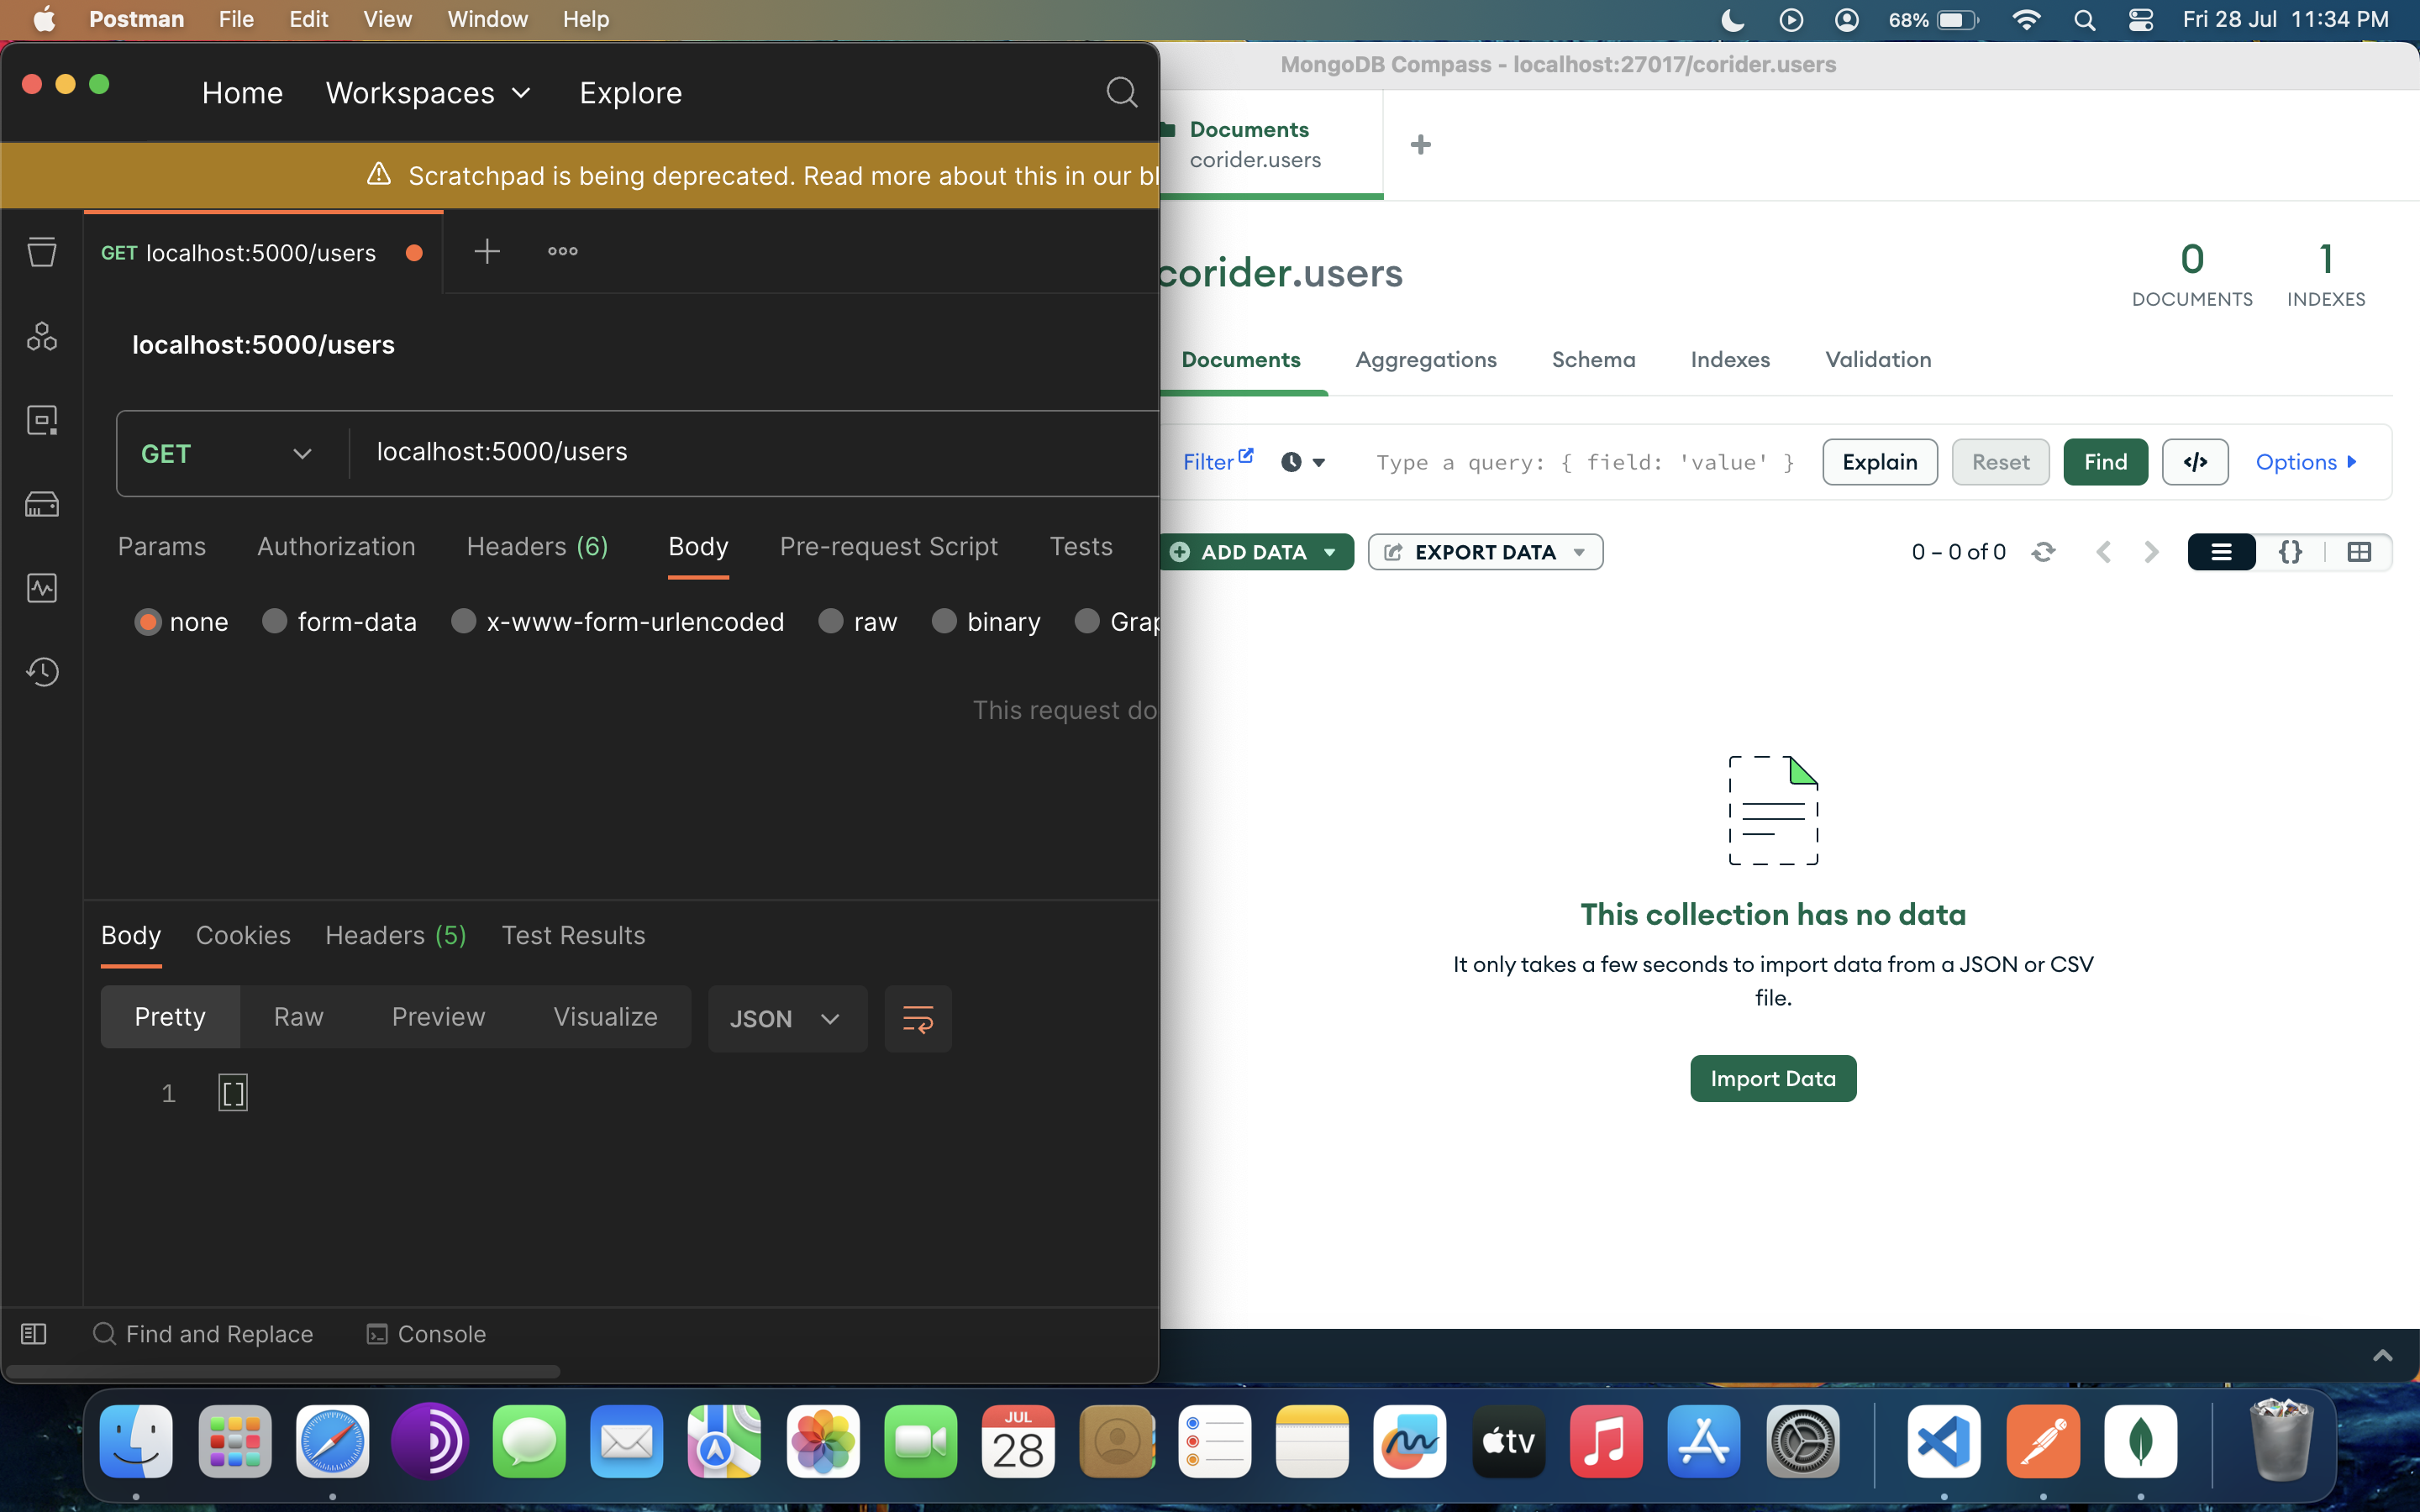 Postman File Edit View Window Help 68% Fri 28 Jul 11:34 PM
Home Workspaces Explore
Scratchpad is being deprecated. Read more about this in our bl
GET localhost:5000/users
localhost:5000/users
GET localhost:5000/users
Params Authorization Headers (6) Body Pre-request Script Tests
none form-data x-www-form-urlencoded raw binary Grap
This request do
Body Cookies Headers (5) Test Results
Pretty Raw Preview Visualize JSON
1 []
Find and Replace Console
MongoDB Compass - localhost:27017/corider.users
Documents
corider.users
corider.users
0 1
DOCUMENTS INDEXES
Documents Aggregations Schema Indexes Validation
Filter Type a query: { field: 'value' } Explain Reset Find </> Options
ADD DATA EXPORT DATA 0 – 0 of 0 {}
This collection has no data
It only takes a few seconds to import data from a JSON or CSV
file.
Import Data
JUL
28
tv